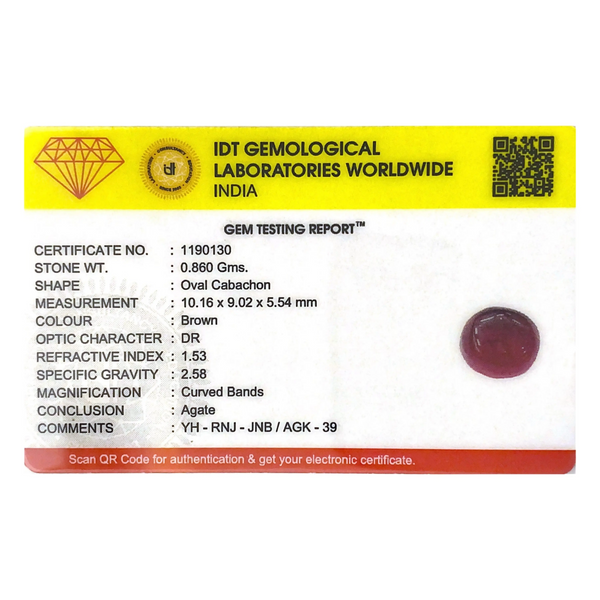 IDT GEMOLOGICAL
LABORATORIES WORLDWIDE
INDIA
GEM TESTING REPORT™
CERTIFICATE NO. : 1190130
STONE WT. : 0.860 Gms.
SHAPE : Oval Cabachon
MEASUREMENT : 10.16 x 9.02 x 5.54 mm
COLOUR : Brown
OPTIC CHARACTER : DR
REFRACTIVE INDEX : 1.53
SPECIFIC GRAVITY : 2.58
MAGNIFICATION : Curved Bands
CONCLUSION : Agate
COMMENTS : YH - RNJ - JNB / AGK - 39
Scan QR Code for authentication & get your electronic certificate.